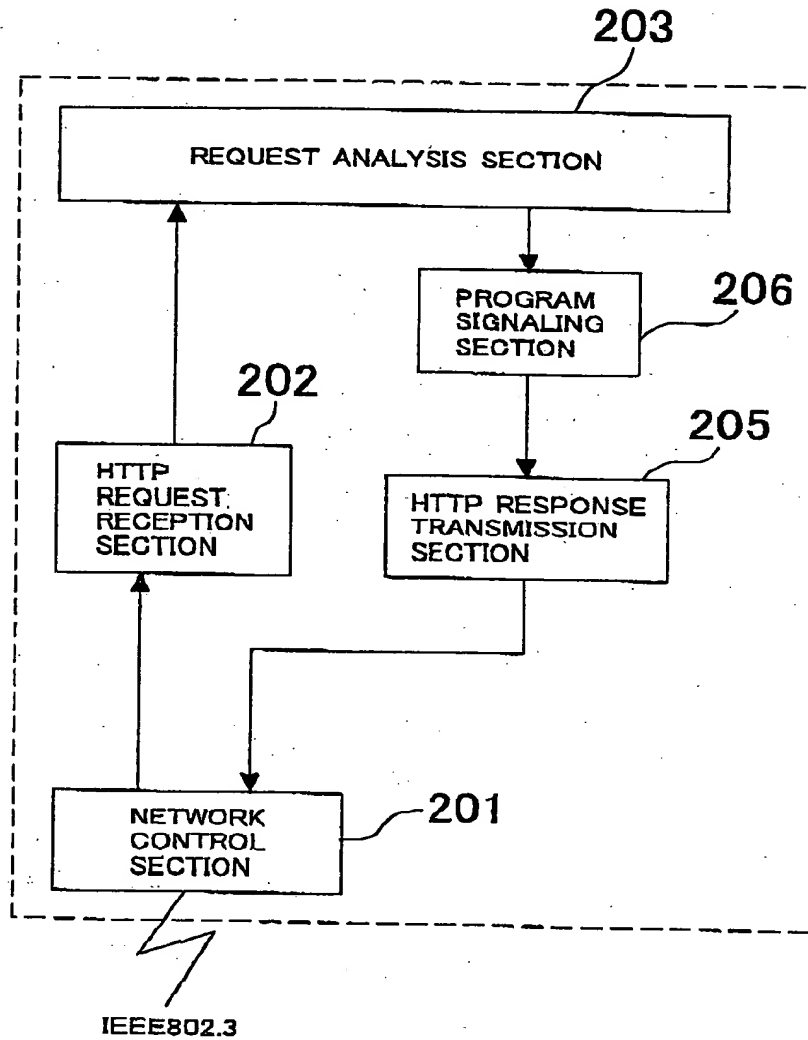 203
REQUEST ANALYSIS SECTION
PROGRAM
SIGNALING
SECTION
206
202
HTTP
REQUEST
RECEPTION
SECTION
205
HTTP RESPONSE
TRANSMISSION
SECTION
NETWORK
CONTROL
SECTION
201
IEEE802.3